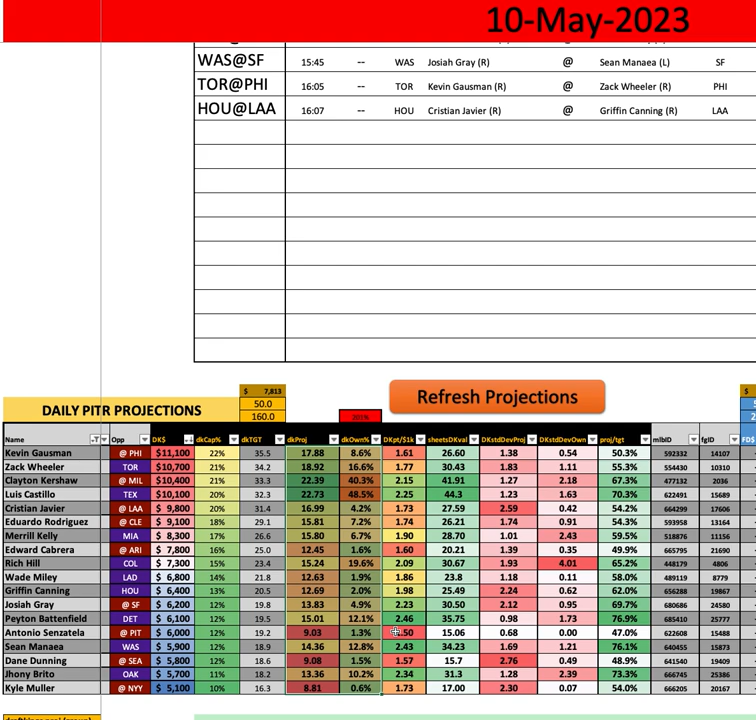 10-May-2023
WAS@SF 15:45 -- WAS Josiah Gray (R) @ Sean Manaea (L) SF
TOR@PHI 16:05 -- TOR Kevin Gausman (R) @ Zack Wheeler (R) PHI
HOU@LAA 16:07 -- HOU Cristian Javier (R) @ Griffin Canning (R) LAA
$ 7,813 Refresh Projections $
DAILY PITR PROJECTIONS 50.0
160.0 201%
Name Opp DK$ dkCap% dkTGT dkProj dkOwn% DKpt/$1k sheetsDKval DKstdDevProj DKstdDevOwn proj/tgt mlbID fgID FD$
Kevin Gausman @ PHI $11,100 22% 35.5 17.88 8.6% 1.61 26.60 1.38 0.54 50.3% 592332 14107
Zack Wheeler TOR $10,700 21% 34.2 18.92 16.6% 1.77 30.43 1.83 1.11 55.3% 554430 10310
Clayton Kershaw @ MIL $10,400 21% 33.3 22.39 40.3% 2.15 41.91 1.27 2.18 67.3% 477132 2036
Luis Castillo TEX $10,100 20% 32.3 22.73 48.5% 2.25 44.3 1.23 1.63 70.3% 622491 15689
Cristian Javier @ LAA $ 9,800 20% 31.4 16.99 4.2% 1.73 27.59 2.59 0.42 54.2% 664299 17606
Eduardo Rodriguez @ CLE $ 9,100 18% 29.1 15.81 7.2% 1.74 26.21 1.74 0.91 54.3% 593958 13164
Merrill Kelly MIA $ 8,300 17% 26.6 15.80 6.7% 1.90 28.70 1.01 2.43 59.5% 518876 11156
Edward Cabrera @ ARI $ 7,800 16% 25.0 12.45 1.6% 1.60 20.21 1.39 0.35 49.9% 665795 21690
Rich Hill COL $ 7,300 15% 23.4 15.24 19.6% 2.09 30.67 1.93 4.01 65.2% 448179 4806
Wade Miley LAD $ 6,800 14% 21.8 12.63 1.9% 1.86 23.8 1.18 0.11 58.0% 489119 8779
Griffin Canning HOU $ 6,400 13% 20.5 12.69 2.0% 1.98 25.49 2.24 0.62 62.0% 656288 19867
Josiah Gray @ SF $ 6,200 12% 19.8 13.83 4.9% 2.23 30.50 2.12 0.95 69.7% 680686 24580
Peyton Battenfield DET $ 6,100 12% 19.5 15.01 12.1% 2.46 35.75 0.98 1.73 76.9% 685410 25777
Antonio Senzatela @ PIT $ 6,000 12% 19.2 9.03 1.3% .50 15.06 0.68 0.00 47.0% 622608 15488
Sean Manaea WAS $ 5,900 12% 18.9 14.36 12.8% 2.43 34.23 1.69 1.21 76.1% 640455 15873
Dane Dunning @ SEA $ 5,800 12% 18.6 9.08 1.5% 1.57 15.7 2.76 0.49 48.9% 641540 19409
Jhony Brito OAK $ 5,700 11% 18.2 13.36 10.2% 2.34 31.3 1.28 2.39 73.3% 666745 25386
Kyle Muller @ NYY $ 5,100 10% 16.3 8.81 0.6% 1.73 17.00 2.30 0.07 54.0% 666205 20167